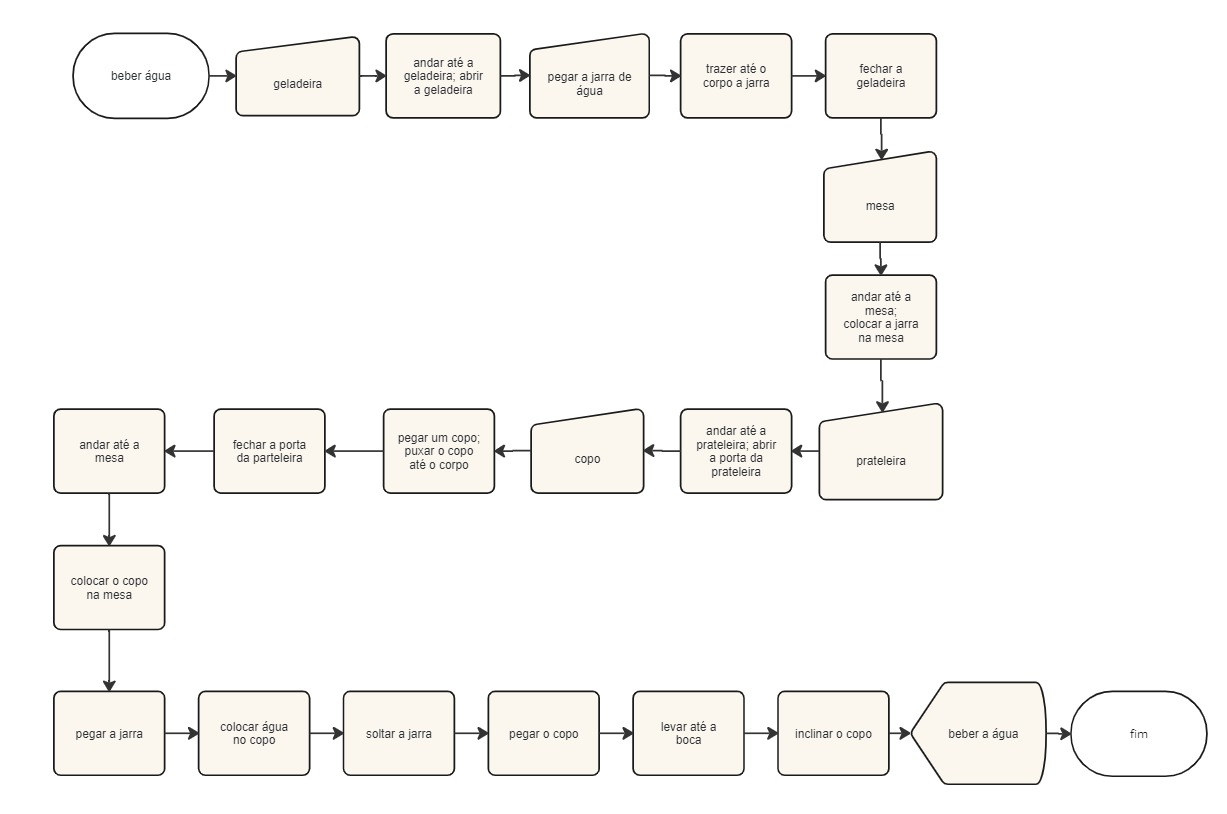 beber água
geladeira
andar até a
geladeira; abrir
a geladeira
pegar a jarra de
água
trazer até o
corpo a jarra
fechar a
geladeira
mesa
andar até a
mesa;
colocar a jarra
na mesa
prateleira
andar até a
prateleira; abrir
a porta da
prateleira
copo
pegar um copo;
puxar o copo
até o corpo
fechar a porta
da parteleira
andar até a
mesa
colocar o copo
na mesa
pegar a jarra
colocar água
no copo
soltar a jarra
pegar o copo
levar até a
boca
inclinar o copo
beber a água
fim